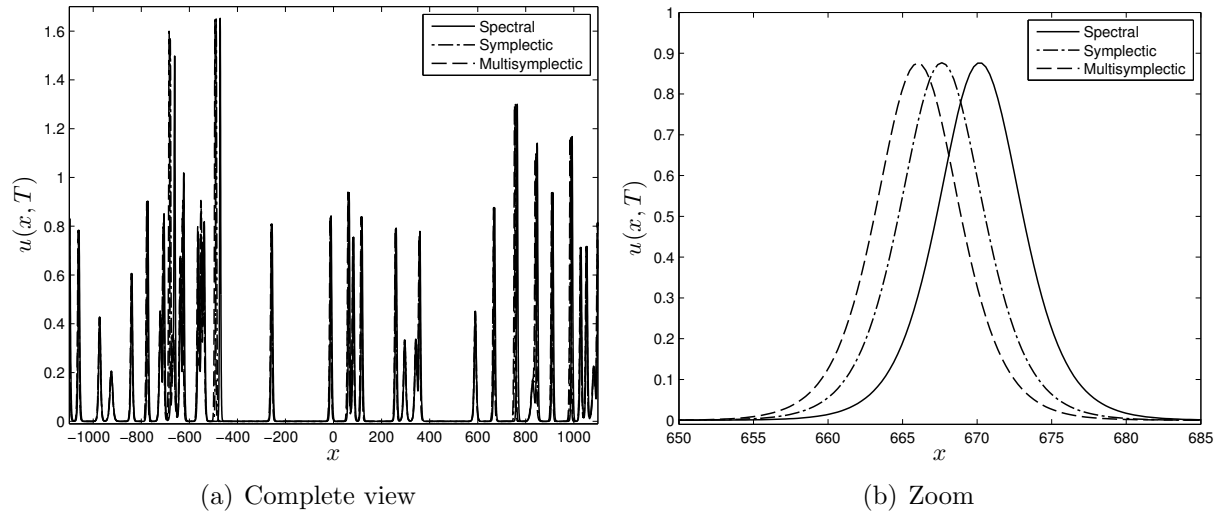 1.6
1.4
1.2
1
0.8
0.6
0.4
0.2
0
u(x, T)
−1000 −800 −600 −400 −200 0 200 400 600 800 1000
x
Spectral
Symplectic
Multisymplectic
(a) Complete view
1
0.9
0.8
0.7
0.6
0.5
0.4
0.3
0.2
0.1
0
u(x, T)
650 655 660 665 670 675 680 685
x
Spectral
Symplectic
Multisymplectic
(b) Zoom